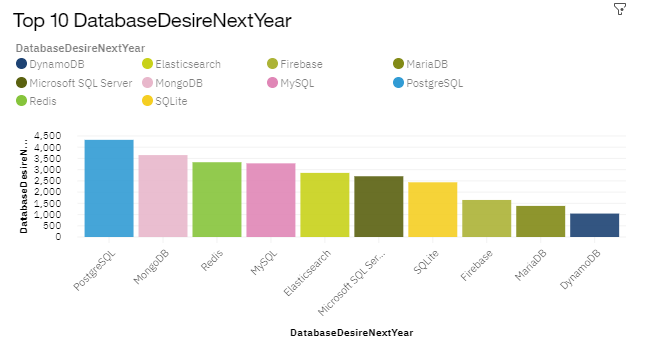 Top 10 DatabaseDesireNextYear
DatabaseDesireNextYear
DynamoDB Elasticsearch Firebase MariaDB
Microsoft SQL Server MongoDB MySQL PostgreSQL
Redis SQLite
DatabaseDesireN...
4,500
4,000
3,500
3,000
2,500
2,000
1,500
1,000
500
0
PostgreSQL MongoDB Redis MySQL Elasticsearch Microsoft SQL Ser... SQLite Firebase MariaDB DynamoDB
DatabaseDesireNextYear